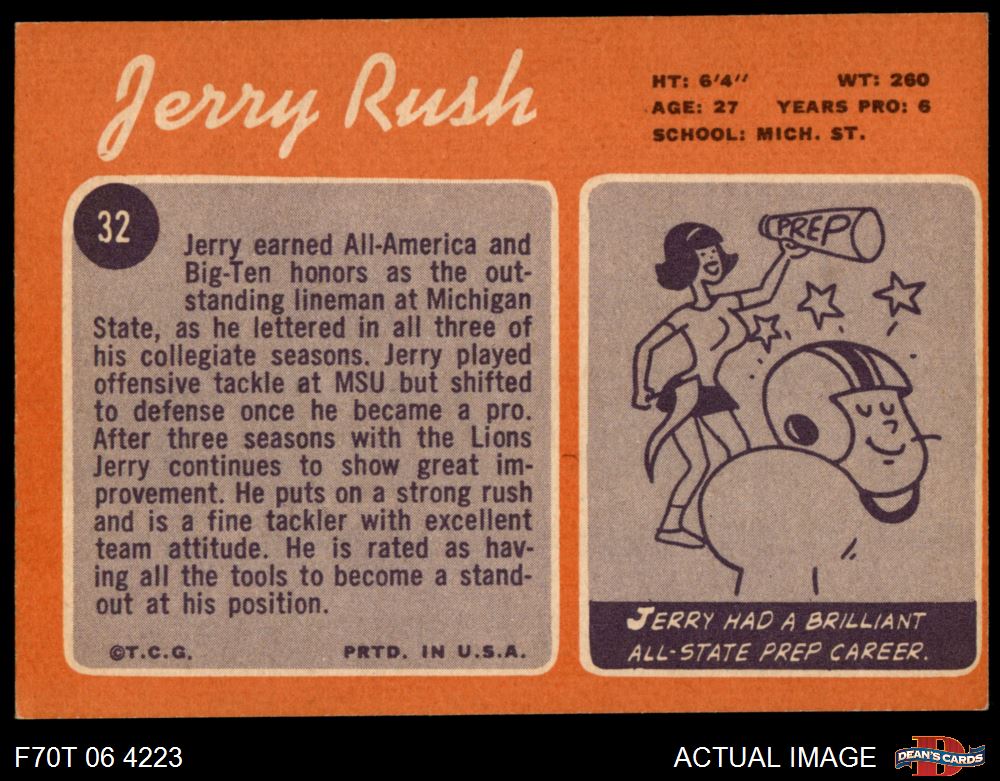 Jerry Rush
HT: 6'4" WT: 260
AGE: 27 YEARS PRO: 6
SCHOOL: MICH. ST.
32
Jerry earned All-America and
Big-Ten honors as the out-
standing lineman at Michigan
State, as he lettered in all three of
his collegiate seasons. Jerry played
offensive tackle at MSU but shifted
to defense once he became a pro.
After three seasons with the Lions
Jerry continues to show great im-
provement. He puts on a strong rush
and is a fine tackler with excellent
team attitude. He is rated as hav-
ing all the tools to become a stand-
out at his position.
©T.C.G. PRTD. IN U.S.A.
PREP
JERRY HAD A BRILLIANT
ALL-STATE PREP CAREER.
F70T 06 4223
ACTUAL IMAGE
D
DEAN'S CARDS